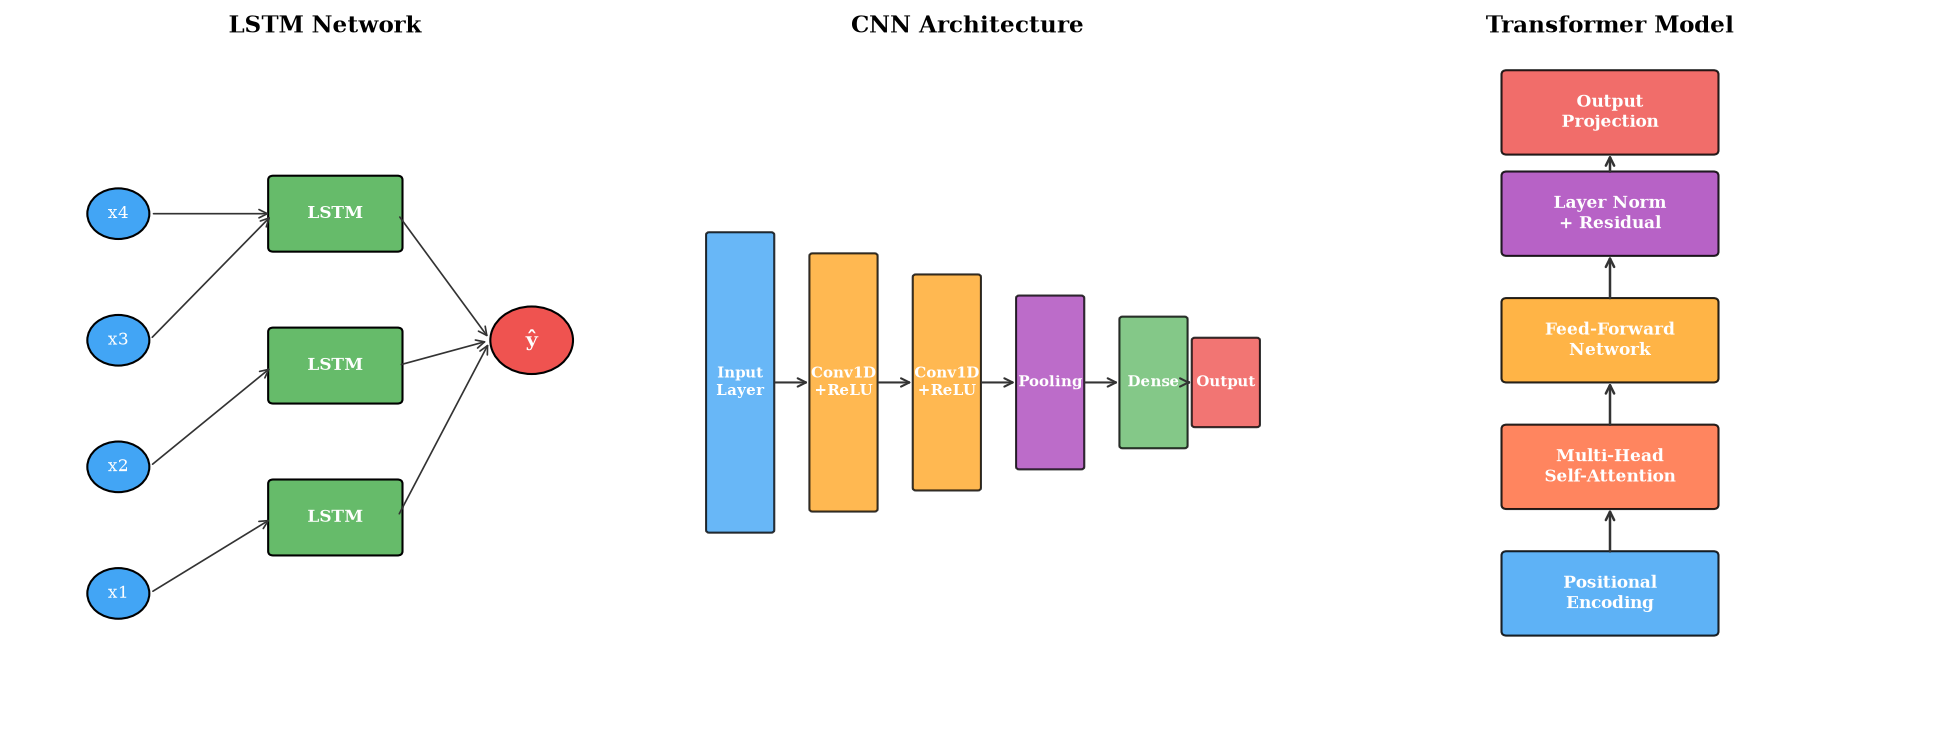 LSTM Network
x4
LSTM
x3
LSTM
ŷ
x2
LSTM
x1
CNN Architecture
Input
Layer
Conv1D
+ReLU
Conv1D
+ReLU
Pooling
Dense
Output
Transformer Model
Output
Projection
Layer Norm
+ Residual
Feed-Forward
Network
Multi-Head
Self-Attention
Positional
Encoding